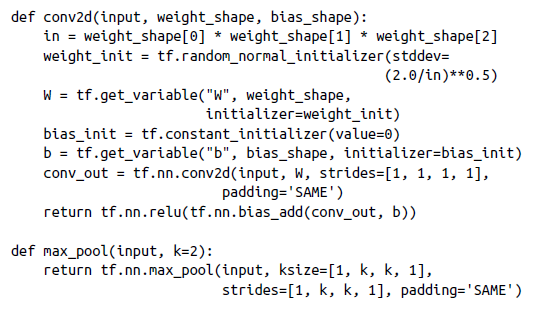 def conv2d(input, weight_shape, bias_shape):
    in = weight_shape[0] * weight_shape[1] * weight_shape[2]
    weight_init = tf.random_normal_initializer(stddev=
                                              (2.0/in)**0.5)
    W = tf.get_variable("W", weight_shape,
                        initializer=weight_init)
    bias_init = tf.constant_initializer(value=0)
    b = tf.get_variable("b", bias_shape, initializer=bias_init)
    conv_out = tf.nn.conv2d(input, W, strides=[1, 1, 1, 1],
                          padding='SAME')
    return tf.nn.relu(tf.nn.bias_add(conv_out, b))

def max_pool(input, k=2):
    return tf.nn.max_pool(input, ksize=[1, k, k, 1],
                          strides=[1, k, k, 1], padding='SAME')